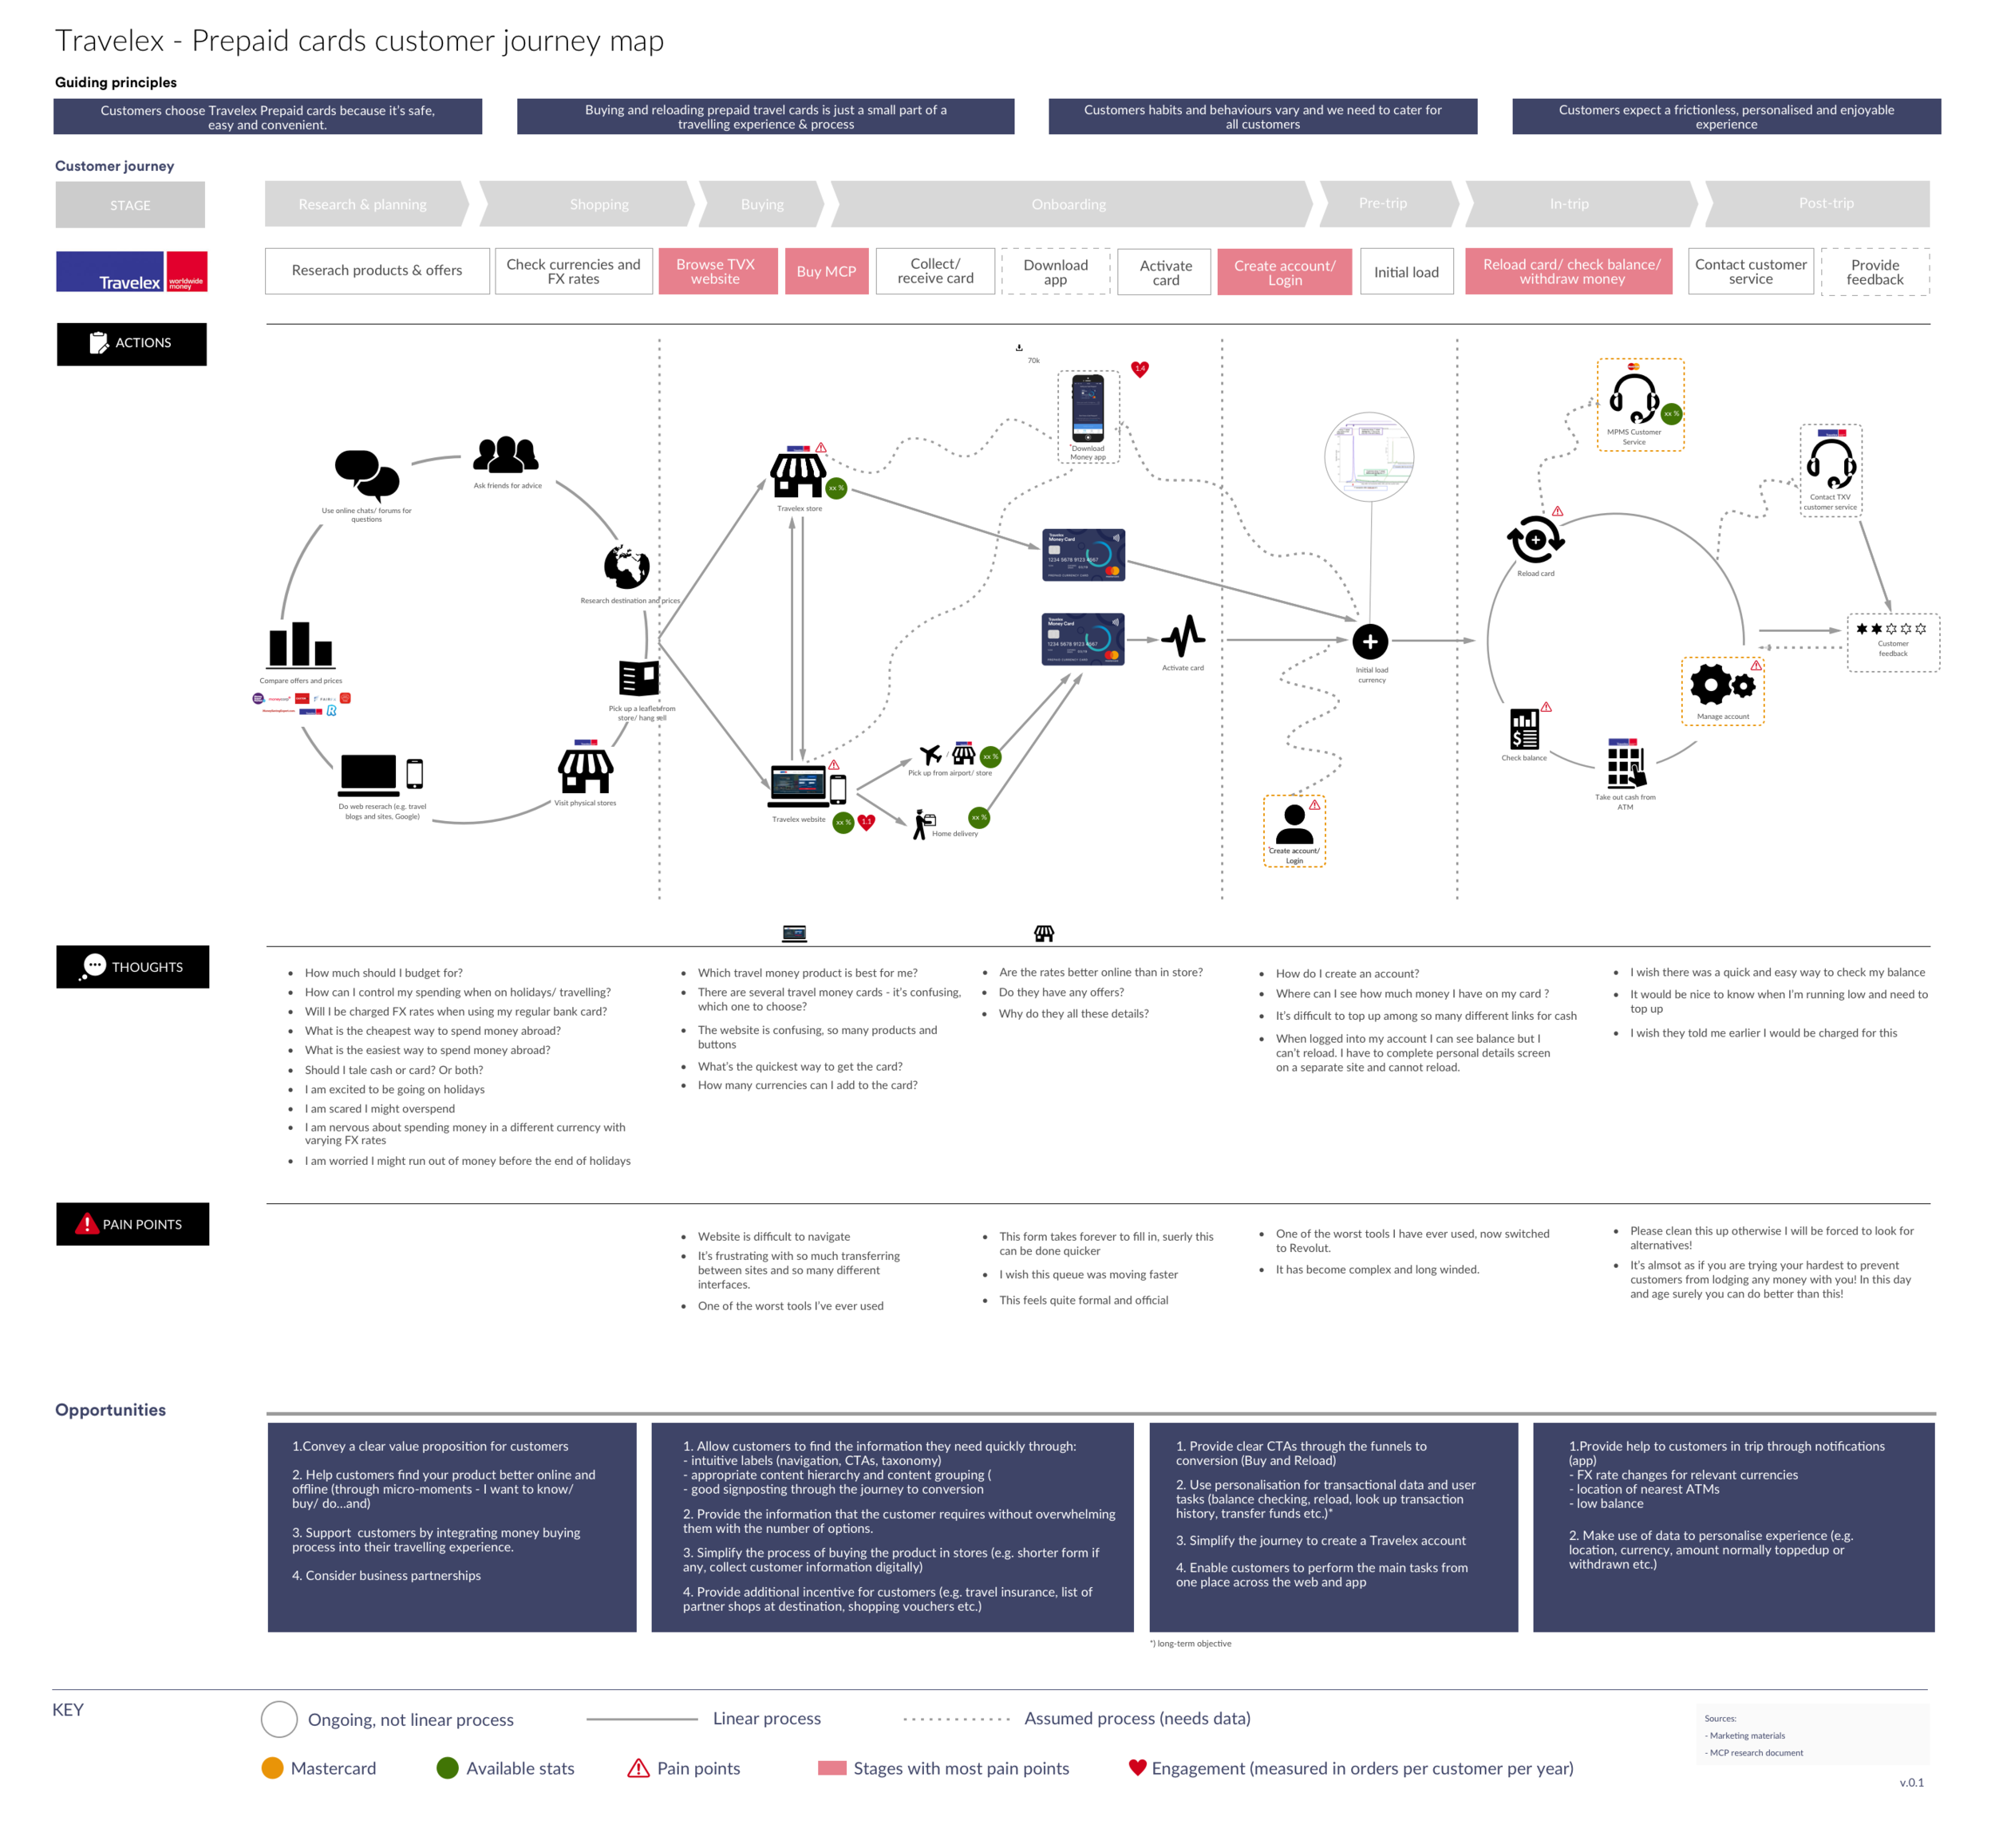 Travelex - Prepaid cards customer journey map
Guiding principles
Customers choose Travelex Prepaid cards because it's safe,
easy and convenient.
Buying and reloading prepaid travel cards is just a small part of a
travelling experience & process
Customers habits and behaviours vary and we need to cater for
all customers
Customers expect a frictionless, personalised and enjoyable
experience
Customer journey
STAGE
Research & planning
Shopping
Buying
Onboarding
Pre-trip
In-trip
Post-trip
Travelex
worldwide
money
Reserach products & offers
Check currencies and
FX rates
Browse TVX
website
Buy MCP
Collect/
receive card
Download
app
Activate
card
Create account/
Login
Initial load
Reload card/ check balance/
withdraw money
Contact customer
service
Provide
feedback
ACTIONS
70k
1.4
*Download
Money app
MPMS Customer
Service
xx %
Contact TXV
customer service
Ask friends for advice
Use online chats/ forums for
questions
Travelex store
xx %
Research destination and prices
Travelex
Money Card
1234 5678 9123 4567
PREPAID CURRENCY CARD
Reload card
Compare offers and prices
Travelex
Money Card
1234 5678 9123 4567
PREPAID CURRENCY CARD
Activate card
Initial load
currency
Customer
feedback
Pick up a leaflet from
store/ hang sell
Manage account
Do web reserach (e.g. travel
blogs and sites, Google)
Visit physical stores
Travelex website
xx %
1.1
/
xx %
Pick up from airport/ store
Home delivery
xx %
*Create account/
Login
Check balance
Take out cash from
ATM
THOUGHTS
• How much should I budget for?
• How can I control my spending when on holidays/ travelling?
• Will I be charged FX rates when using my regular bank card?
• What is the cheapest way to spend money abroad?
• What is the easiest way to spend money abroad?
• Should I tale cash or card? Or both?
• I am excited to be going on holidays
• I am scared I might overspend
• I am nervous about spending money in a different currency with
varying FX rates
• I am worried I might run out of money before the end of holidays
• Which travel money product is best for me?
• There are several travel money cards - it's confusing,
which one to choose?
• The website is confusing, so many products and
buttons
• What's the quickest way to get the card?
• How many currencies can I add to the card?
• Are the rates better online than in store?
• Do they have any offers?
• Why do they all these details?
• How do I create an account?
• Where can I see how much money I have on my card ?
• It's difficult to top up among so many different links for cash
• When logged into my account I can see balance but I
can't reload. I have to complete personal details screen
on a separate site and cannot reload.
• I wish there was a quick and easy way to check my balance
• It would be nice to know when I'm running low and need to
top up
• I wish they told me earlier I would be charged for this
PAIN POINTS
• Website is difficult to navigate
• It's frustrating with so much transferring
between sites and so many different
interfaces.
• One of the worst tools I've ever used
• This form takes forever to fill in, suerly this
can be done quicker
• I wish this queue was moving faster
• This feels quite formal and official
• One of the worst tools I have ever used, now switched
to Revolut.
• It has become complex and long winded.
• Please clean this up otherwise I will be forced to look for
alternatives!
• It's almsot as if you are trying your hardest to prevent
customers from lodging any money with you! In this day
and age surely you can do better than this!
Opportunities
1.Convey a clear value proposition for customers
2. Help customers find your product better online and
offline (through micro-moments - I want to know/
buy/ do...and)
3. Support customers by integrating money buying
process into their travelling experience.
4. Consider business partnerships
1. Allow customers to find the information they need quickly through:
- intuitive labels (navigation, CTAs, taxonomy)
- appropriate content hierarchy and content grouping (
- good signposting through the journey to conversion
2. Provide the information that the customer requires without overwhelming
them with the number of options.
3. Simplify the process of buying the product in stores (e.g. shorter form if
any, collect customer information digitally)
4. Provide additional incentive for customers (e.g. travel insurance, list of
partner shops at destination, shopping vouchers etc.)
1. Provide clear CTAs through the funnels to
conversion (Buy and Reload)
2. Use personalisation for transactional data and user
tasks (balance checking, reload, look up transaction
history, transfer funds etc.)*
3. Simplify the journey to create a Travelex account
4. Enable customers to perform the main tasks from
one place across the web and app
1.Provide help to customers in trip through notifications
(app)
- FX rate changes for relevant currencies
- location of nearest ATMs
- low balance
2. Make use of data to personalise experience (e.g.
location, currency, amount normally toppedup or
withdrawn etc.)
*) long-term objective
KEY
Ongoing, not linear process
Linear process
Assumed process (needs data)
Mastercard
Available stats
Pain points
Stages with most pain points
Engagement (measured in orders per customer per year)
Sources:
- Marketing materials
- MCP research document
v.0.1